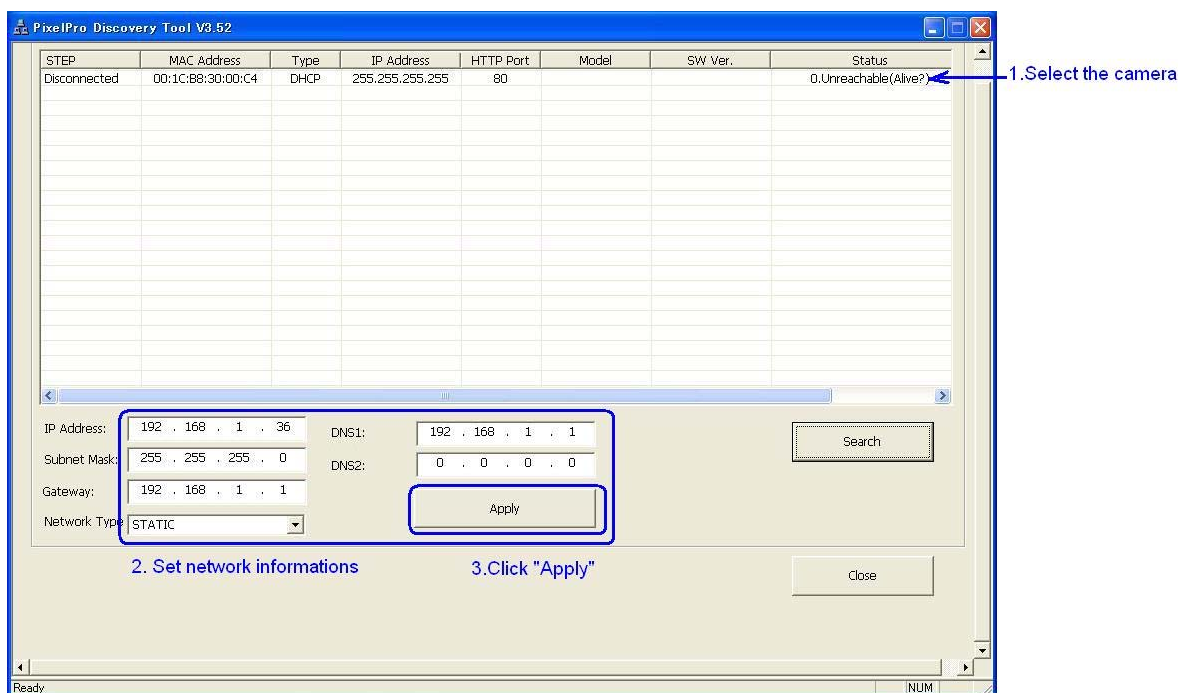 PixelPro Discovery Tool V3.52
STEP MAC Address Type IP Address HTTP Port Model SW Ver. Status
Disconnected 00:1C:B8:30:00:C4 DHCP 255.255.255.255 80 0.Unreachable(Alive?)
1.Select the camera
IP Address: 192 . 168 . 1 . 36 DNS1: 192 . 168 . 1 . 1
Search
Subnet Mask: 255 . 255 . 255 . 0 DNS2: 0 . 0 . 0 . 0
Gateway: 192 . 168 . 1 . 1
Apply
Network Type STATIC
2. Set network informations
3.Click "Apply"
Close
Ready NUM